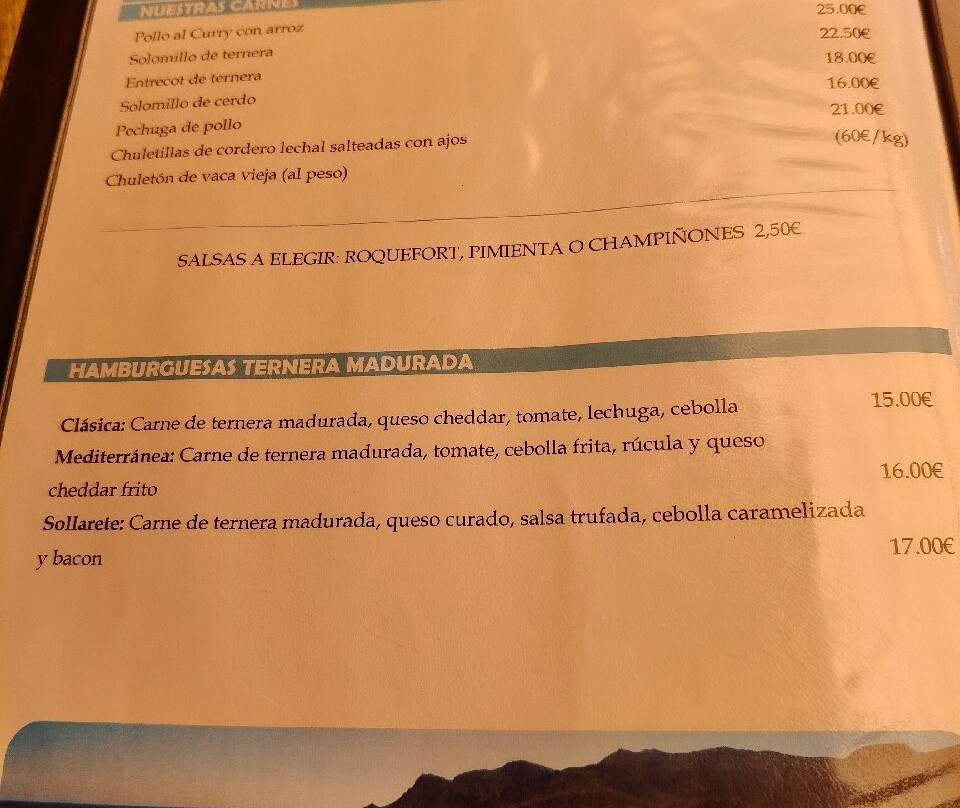 NUESTRAS CARNES
Pollo al Curry con arroz
Solomillo de ternera 25.00€
Entrecot de ternera 22.50€
Solomillo de cerdo 18.00€
Pechuga de pollo 16.00€
Chuletillas de cordero lechal salteadas con ajos 21.00€
Chuletón de vaca vieja (al peso) (60€/kg)
SALSAS A ELEGIR: ROQUEFORT, PIMIENTA O CHAMPIÑONES 2,50€
HAMBURGUESAS TERNERA MADURADA
Clásica: Carne de ternera madurada, queso cheddar, tomate, lechuga, cebolla 15.00€
Mediterránea: Carne de ternera madurada, tomate, cebolla frita, rúcula y queso
cheddar frito 16.00€
Sollarete: Carne de ternera madurada, queso curado, salsa trufada, cebolla caramelizada
y bacon 17.00€